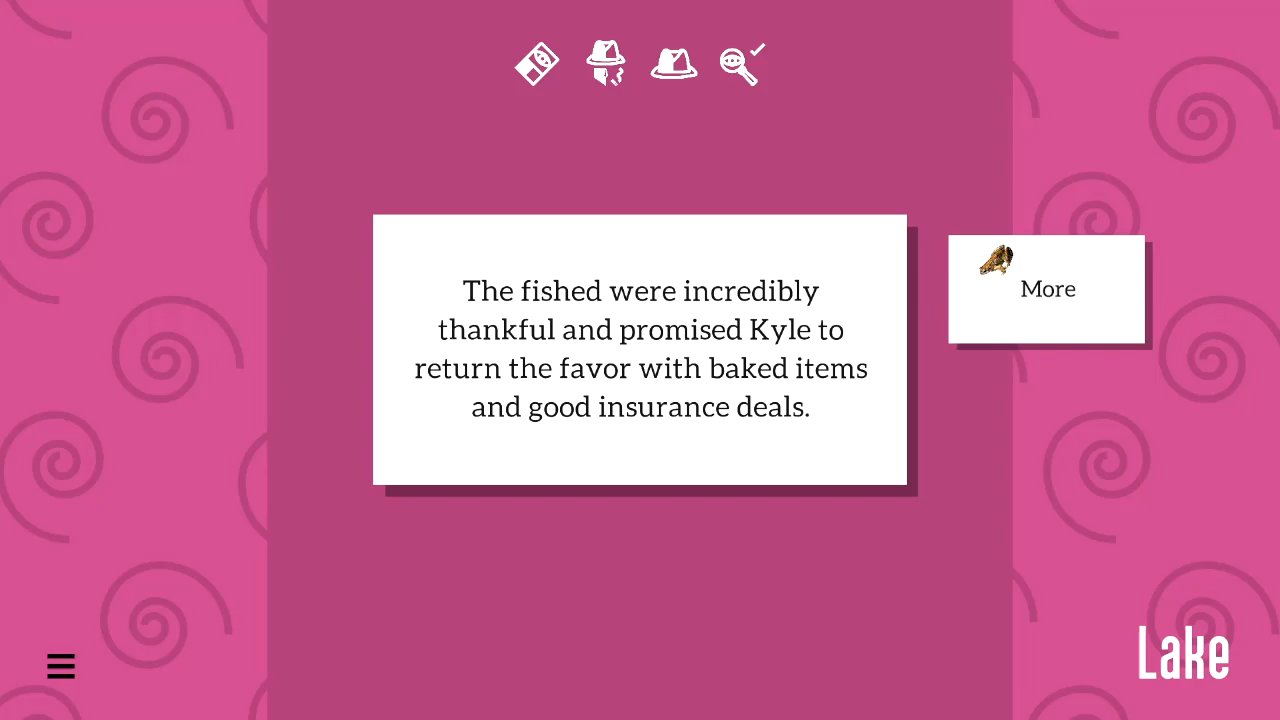 The fished were incredibly
thankful and promised Kyle to
return the favor with baked items
and good insurance deals.
More
Lake